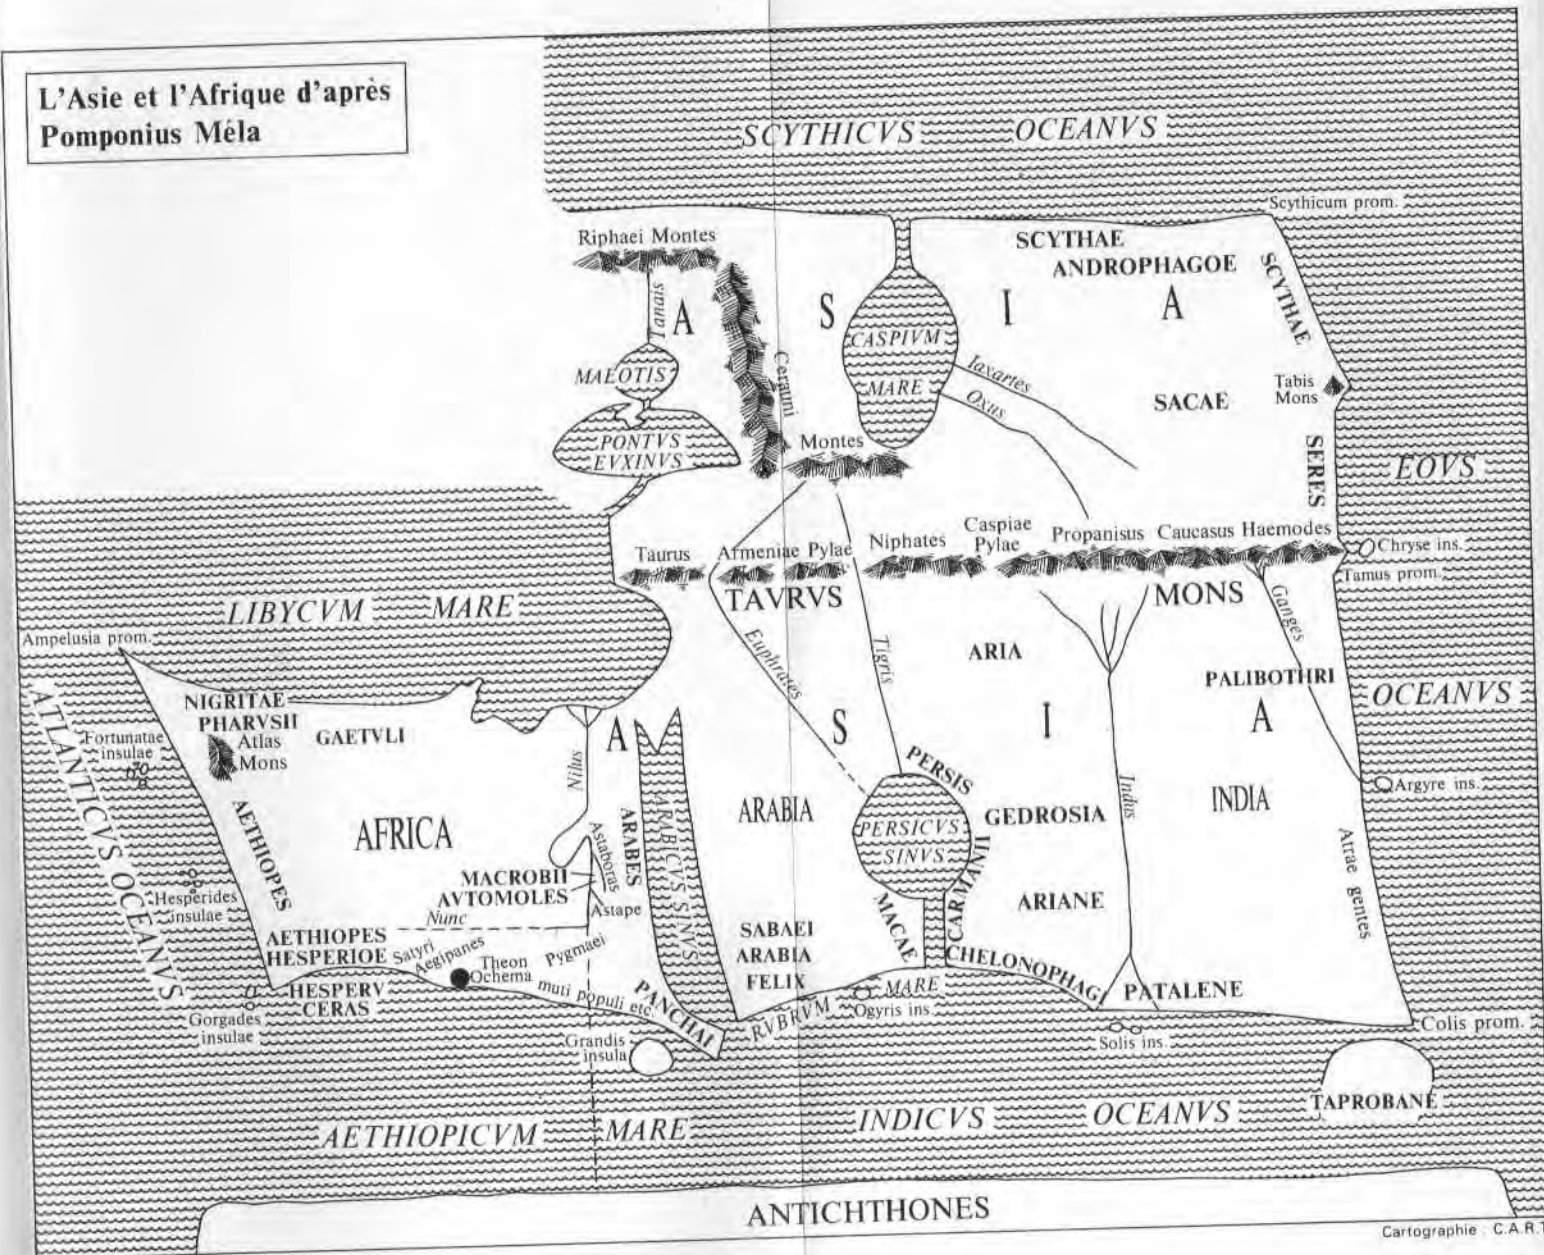 L'Asie et l'Afrique d'après
Pomponius Méla
SCYTHICVS OCEANVS
Scythicum prom.
Riphaei Montes
SCYTHAE
ANDROPHAGOE
SCYTHAE
Tanais
A S I A
CASPIVM
MARE
MAEOTIS
Cerauni
Montes
Iaxartes
Oxus
SACAE
Tabis
Mons
PONTVS
EVXINVS
SERES
EOVS
Taurus
Armeniae Pylae
Niphates
Caspiae
Pylae
Propanisus
Caucasus
Haemodes
Chryse ins.
Tamus prom.
TAVRVS MONS
LIBYCVM MARE
Ampelusia prom.
Euphrates
Tigris
ARIA
Ganges
PALIBOTHRI
OCEANVS
ATLANTICVS OCEANVS
NIGRITAE
PHARVSII
GAETVLI
Fortunatae
insulae
Atlas
Mons
Nilus
A S I A
PERSIS
Indus
INDIA
Argyre ins.
AETHIOPES
AFRICA
ARABES
ARABICVS SINVS
ARABIA
PERSICVS
SINVS
GEDROSIA
CARMANII
Atrae gentes
Astaboras
MACROBII
AVTOMOLES
Astape
Hesperides
insulae
Nunc
ARIANE
MACAE
AETHIOPES
HESPERIOE
Satyri
Aegipanes
Theon
Ochema
Pygmaei
muti populi etc.
SABAEI
ARABIA
FELIX
CHELONOPHAGI
PATALENE
HESPERV
CERAS
Gorgades
insulae
PANCHAI
RVBRVM MARE
Ogyris ins.
Solis ins.
Colis prom.
Grandis
insula
TAPROBANÉ
AETHIOPICVM MARE
INDICVS OCEANVS
ANTICHTHONES
Cartographie : C.A.R.T